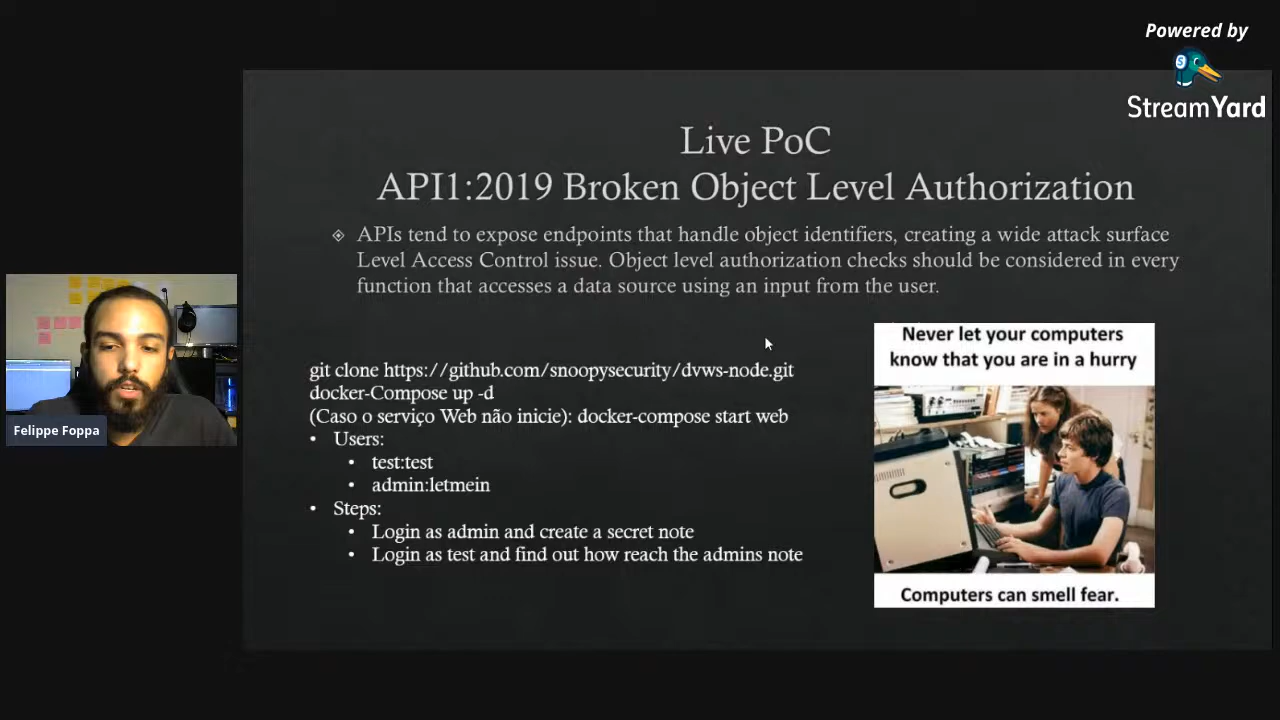 Powered by
StreamYard
Live PoC
API1:2019 Broken Object Level Authorization
APIs tend to expose endpoints that handle object identifiers, creating a wide attack surface
Level Access Control issue. Object level authorization checks should be considered in every
function that accesses a data source using an input from the user.
git clone https://github.com/snoopysecurity/dvws-node.git
docker-Compose up -d
(Caso o serviço Web não inicie): docker-compose start web
• Users:
• test:test
• admin:letmein
• Steps:
• Login as admin and create a secret note
• Login as test and find out how reach the admins note
Never let your computers
know that you are in a hurry
Computers can smell fear.
Felippe Foppa